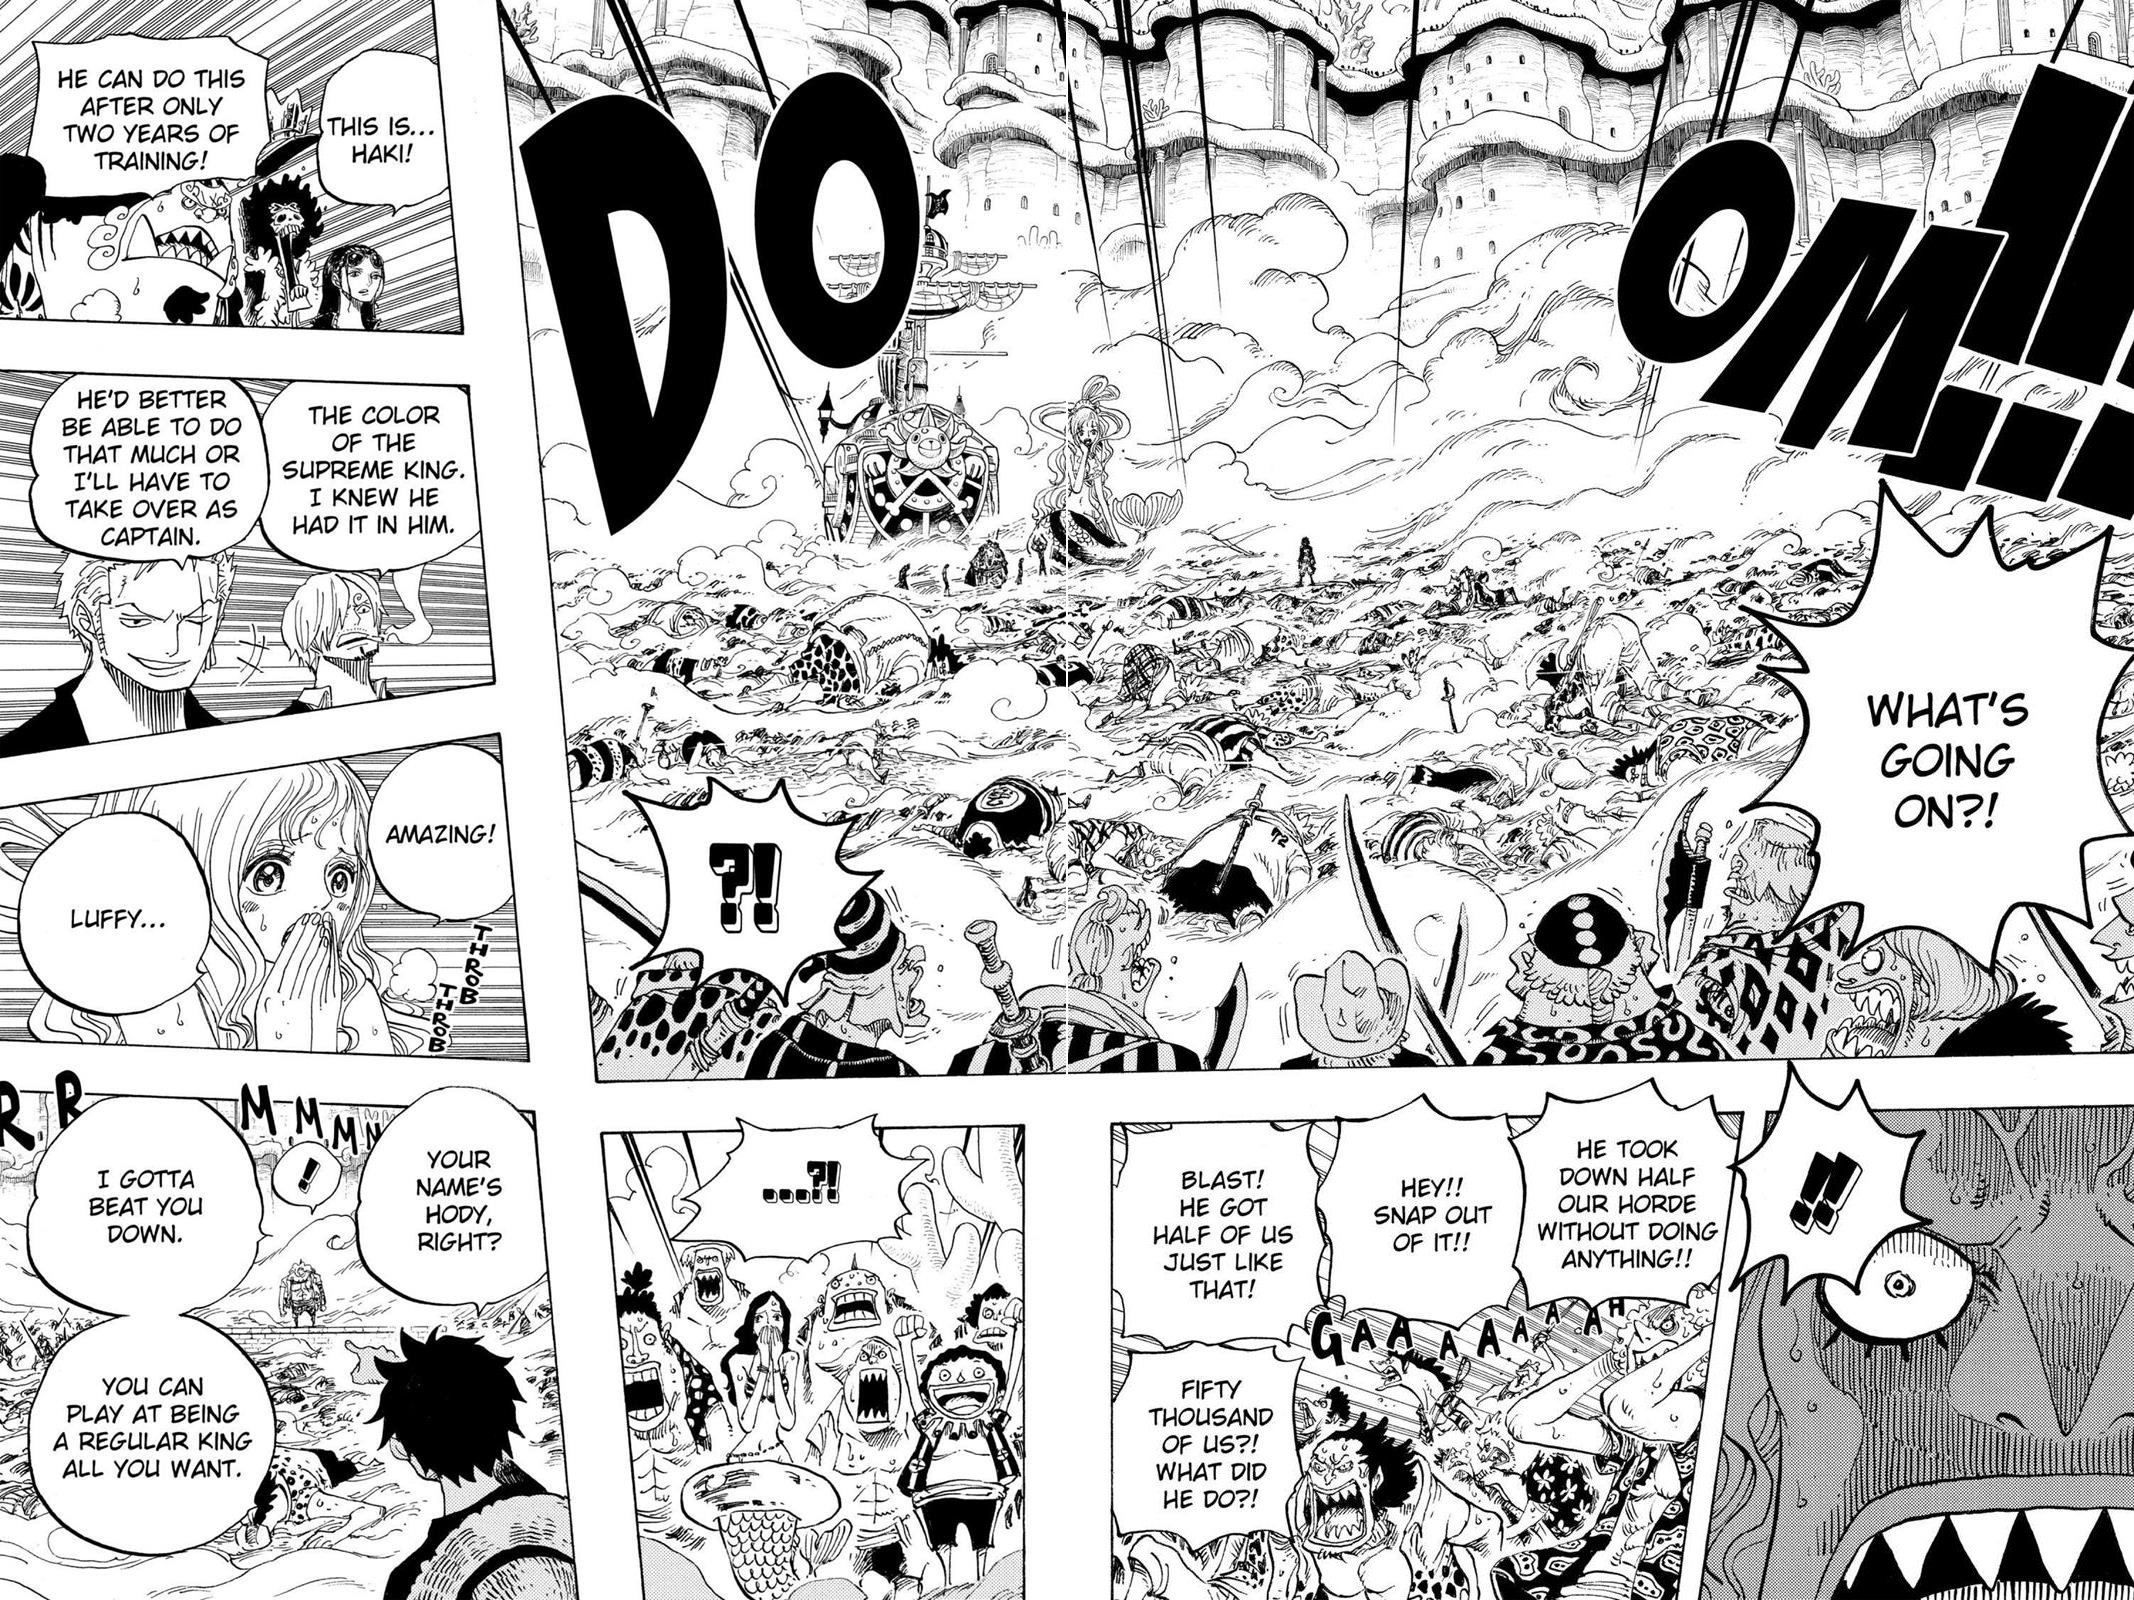 DOOM!!!
WHAT'S
GOING
ON?!
?!
!!
HE TOOK
DOWN HALF
OUR HORDE
WITHOUT DOING
ANYTHING!!
HEY!!
SNAP OUT
OF IT!!
BLAST!
HE GOT
HALF OF US
JUST LIKE
THAT!
GAAAAAAAH
FIFTY
THOUSAND
OF US?!
WHAT DID
HE DO?!
...?!
THIS IS...
HAKI!
HE CAN DO THIS
AFTER ONLY
TWO YEARS OF
TRAINING!
THE COLOR
OF THE
SUPREME KING.
I KNEW HE
HAD IT IN HIM.
HE'D BETTER
BE ABLE TO DO
THAT MUCH OR
I'LL HAVE TO
TAKE OVER AS
CAPTAIN.
AMAZING!
LUFFY...
THROB
THROB
YOUR
NAME'S
HODY,
RIGHT?
!
RR MMMM
I GOTTA
BEAT YOU
DOWN.
YOU CAN
PLAY AT BEING
A REGULAR KING
ALL YOU WANT.